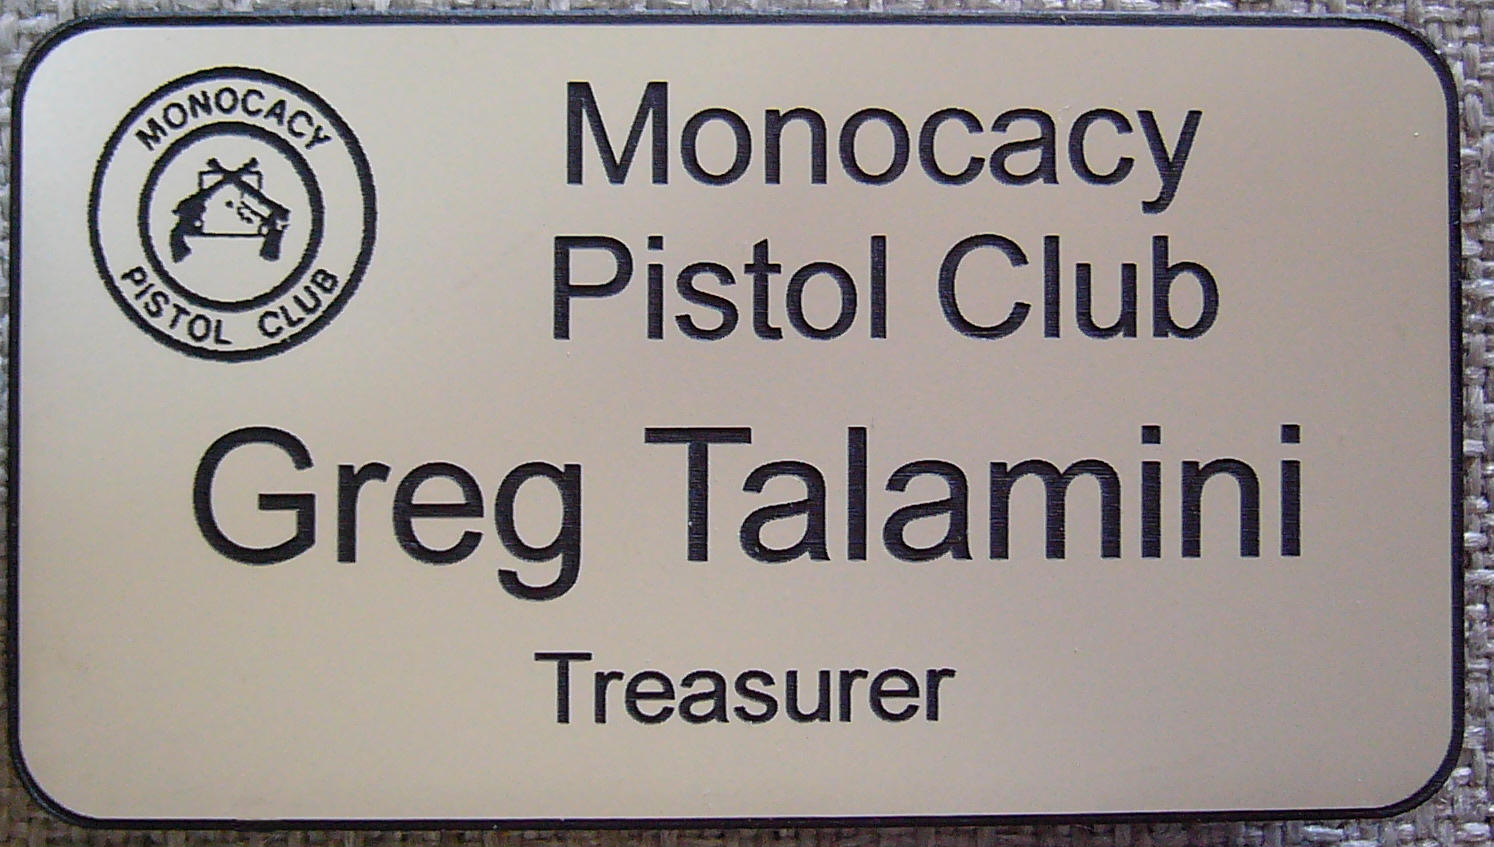 MONOCACY
PISTOL CLUB
Monocacy
Pistol Club
Greg Talamini
Treasurer